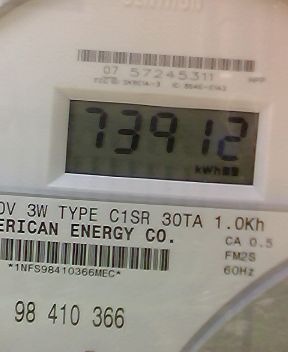 07 57245311
73912
kWh
0V 3W TYPE C1SR 30TA 1.0Kh
ERICAN ENERGY CO.
CA 0.5
*1NFS98410366MEC*
FM2S
60Hz
98 410 366